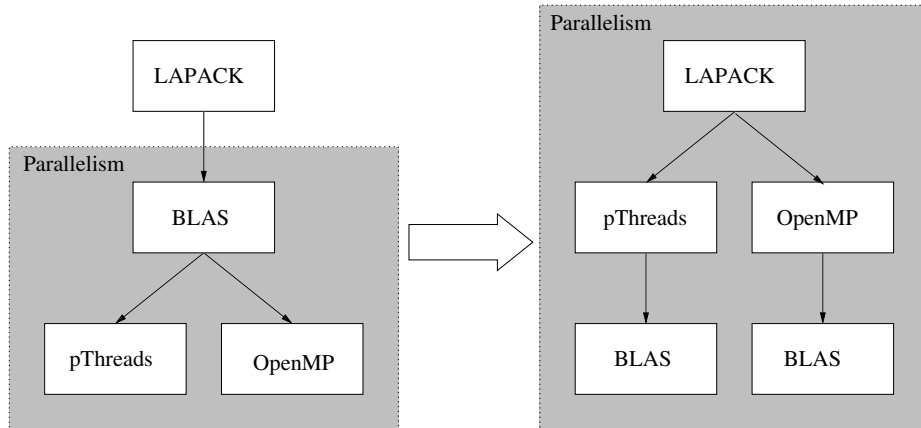 LAPACK
Parallelism
BLAS
pThreads
OpenMP
Parallelism
LAPACK
pThreads
OpenMP
BLAS
BLAS